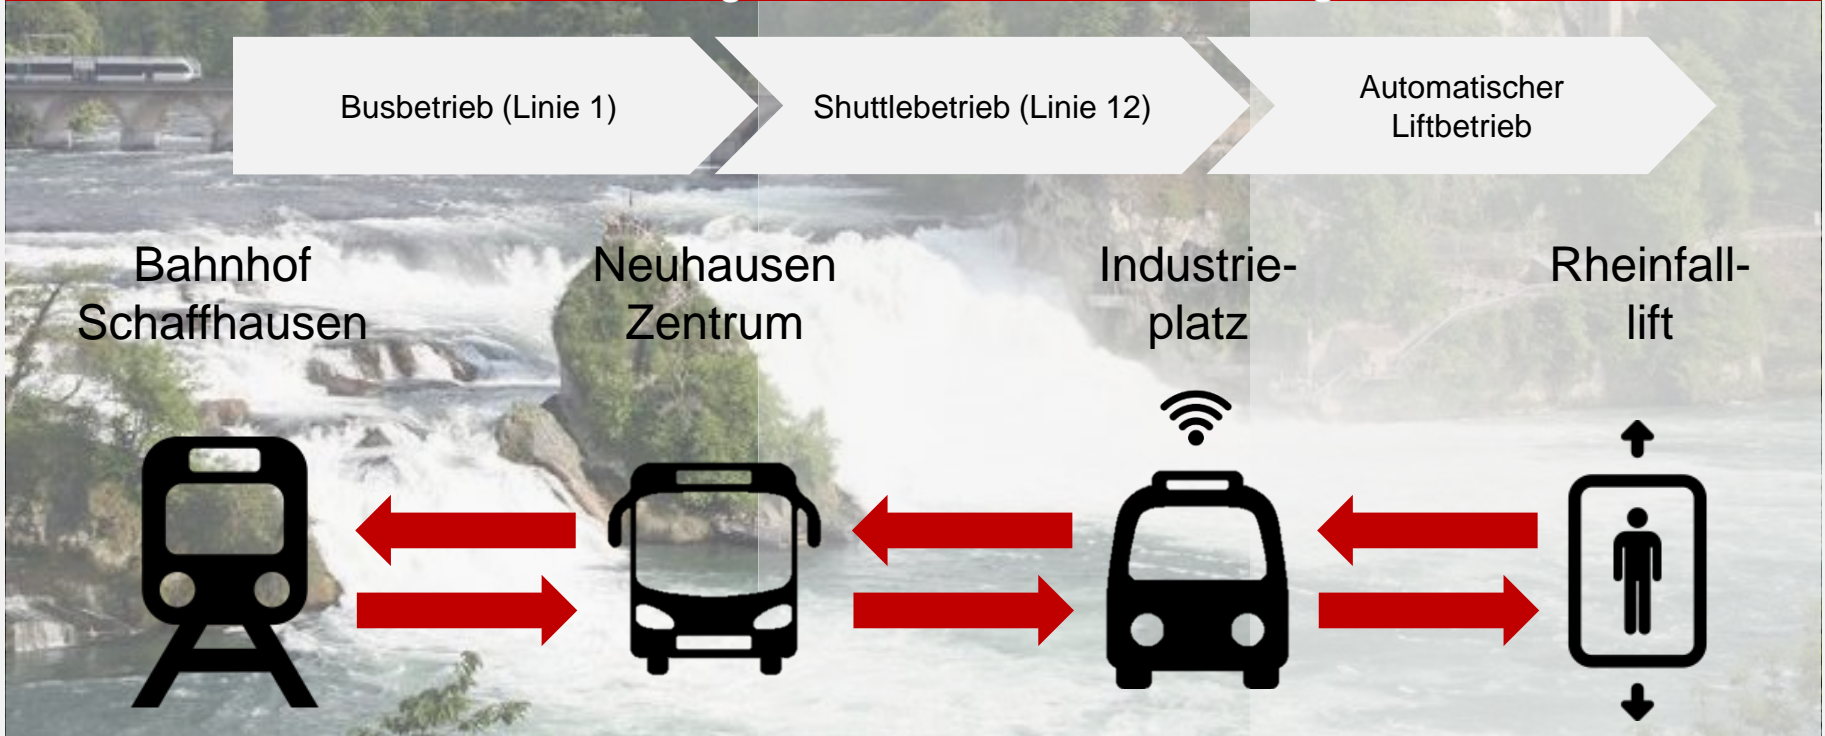 Busbetrieb (Linie 1)
Shuttlebetrieb (Linie 12)
Automatischer
Liftbetrieb
Bahnhof
Schaffhausen
Neuhausen
Zentrum
Industrie-
platz
Rheinfall-
lift